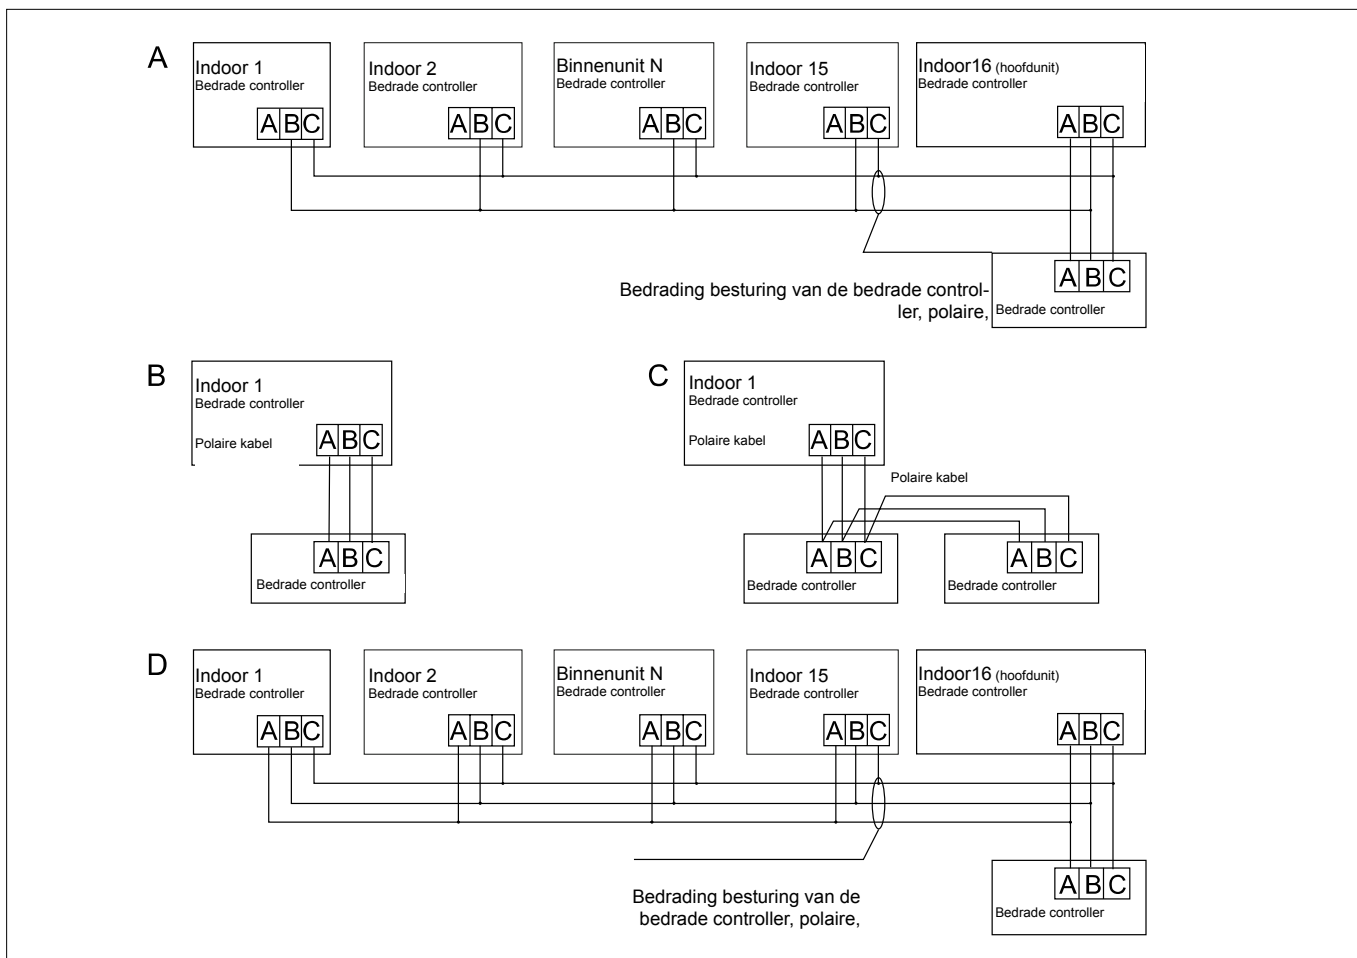 A
Indoor 1
Bedrade controller
A B C
Indoor 2
Bedrade controller
A B C
Binnenunit N
Bedrade controller
A B C
Indoor 15
Bedrade controller
A B C
Indoor16 (hoofdunit)
Bedrade controller
A B C
Bedrading besturing van de bedrade control-
ler, polaire,
A B C
Bedrade controller
B
Indoor 1
Bedrade controller
Polaire kabel
A B C
A B C
Bedrade controller
C
Indoor 1
Bedrade controller
Polaire kabel
A B C
Polaire kabel
A B C
Bedrade controller
A B C
Bedrade controller
D
Indoor 1
Bedrade controller
A B C
Indoor 2
Bedrade controller
A B C
Binnenunit N
Bedrade controller
A B C
Indoor 15
Bedrade controller
A B C
Indoor16 (hoofdunit)
Bedrade controller
A B C
Bedrading besturing van de
bedrade controller, polaire,
A B C
Bedrade controller